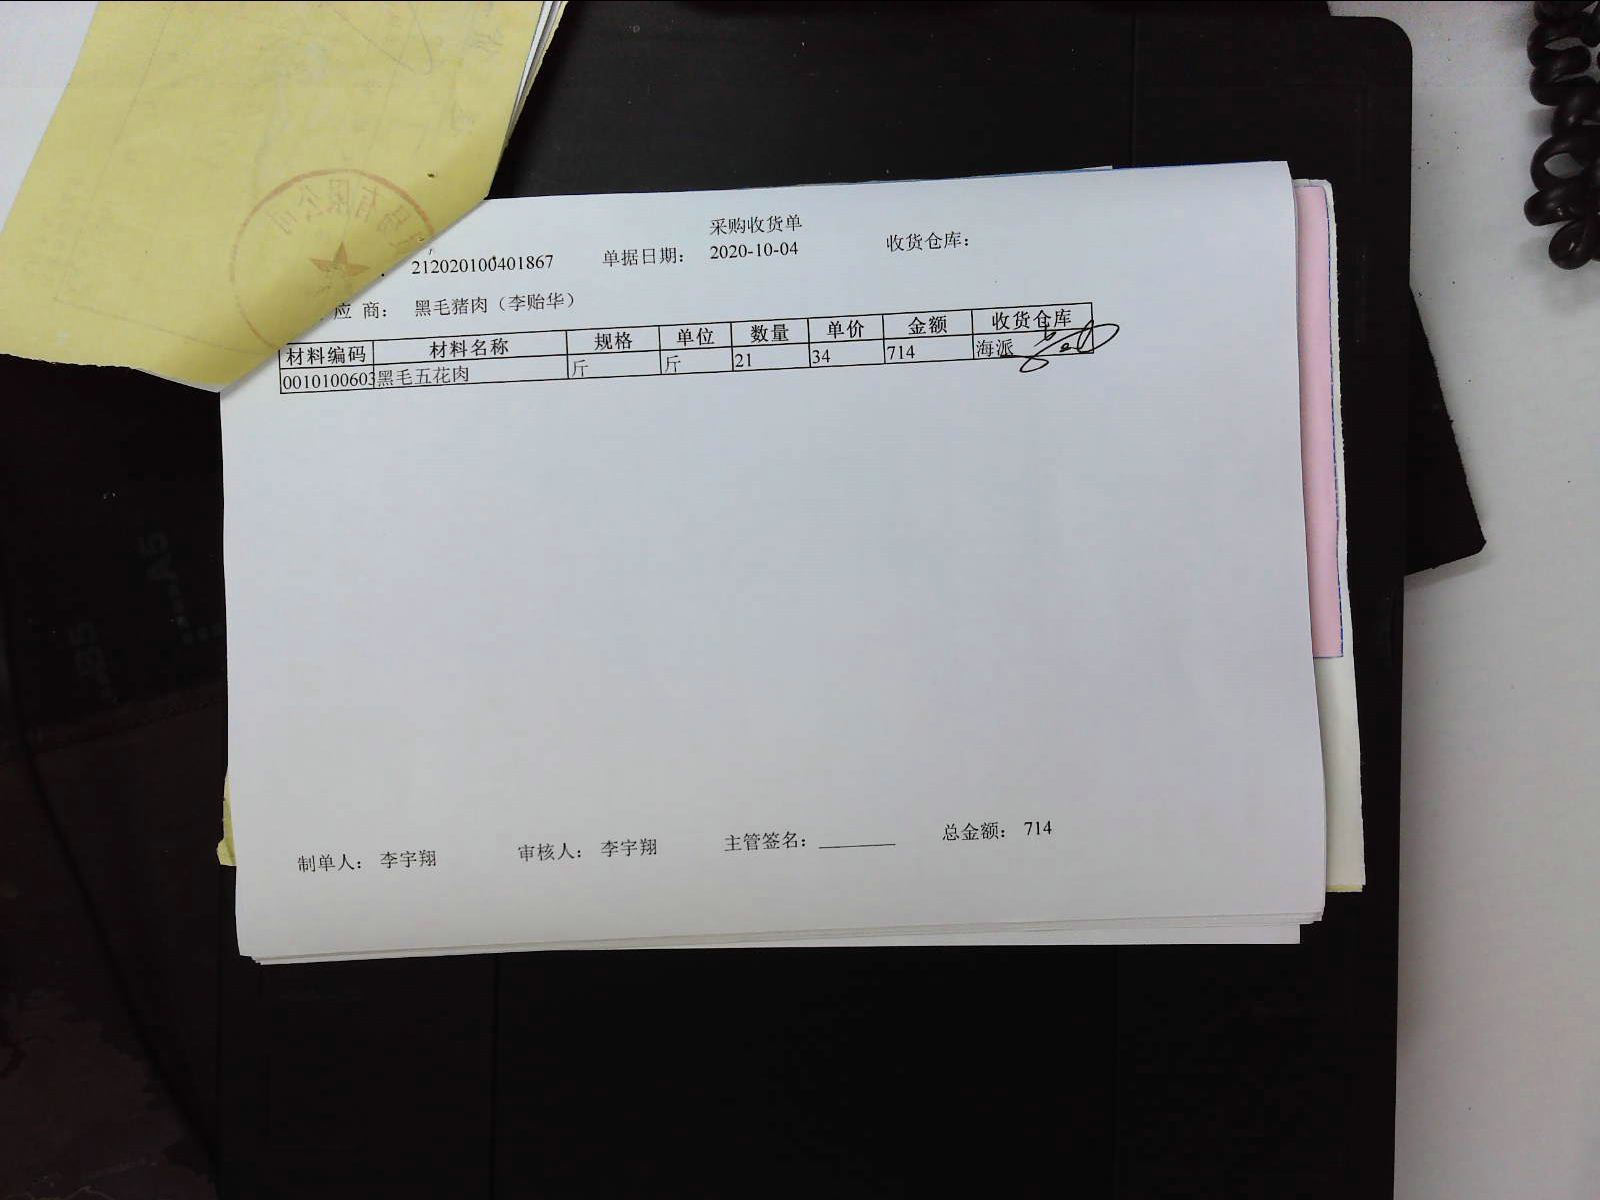 采购收货单
212020100401867 单据日期： 2020-10-04 收货仓库：
应 商： 黑毛猪肉（李贻华）
材料编码 材料名称 规格 单位 数量 单价 金额 收货仓库
0010100603 黑毛五花肉 斤 斤 21 34 714 海派
制单人： 李宇翔 审核人： 李宇翔 主管签名： 总金额： 714
有限公司